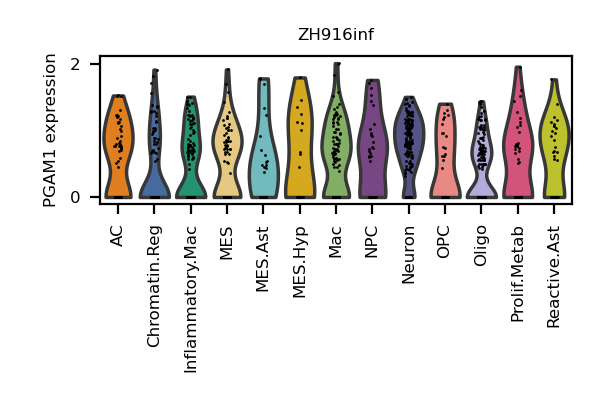 ZH916inf
PGAM1 expression
2
0
AC
Chromatin.Reg
Inflammatory.Mac
MES
MES.Ast
MES.Hyp
Mac
NPC
Neuron
OPC
Oligo
Prolif.Metab
Reactive.Ast